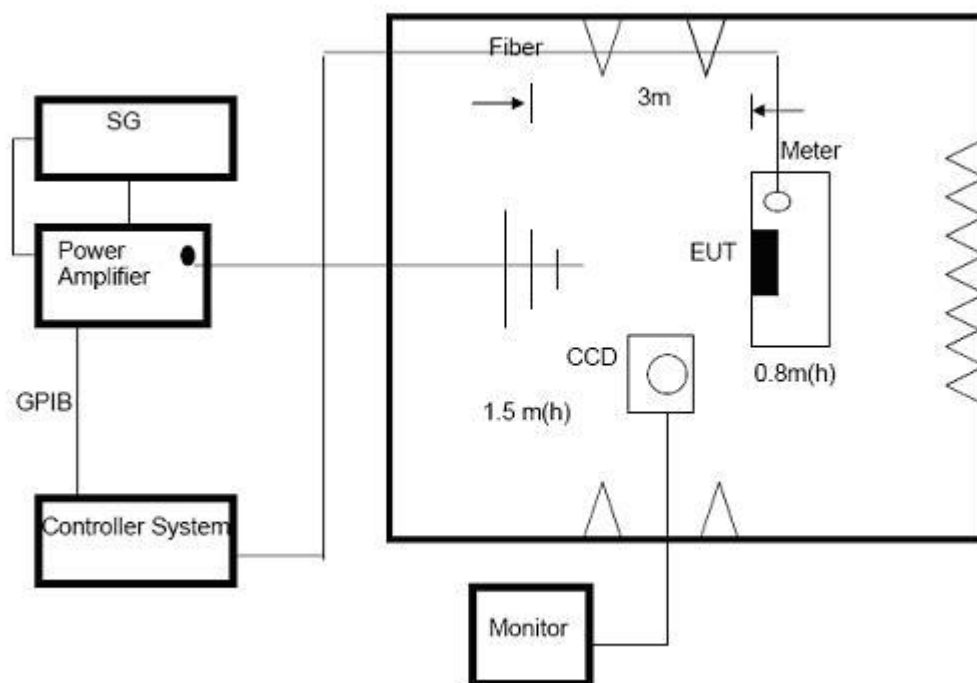 Fiber
3m
SG
Meter
Power
Amplifier
EUT
CCD
0.8m(h)
GPIB
1.5 m(h)
Controller System
Monitor